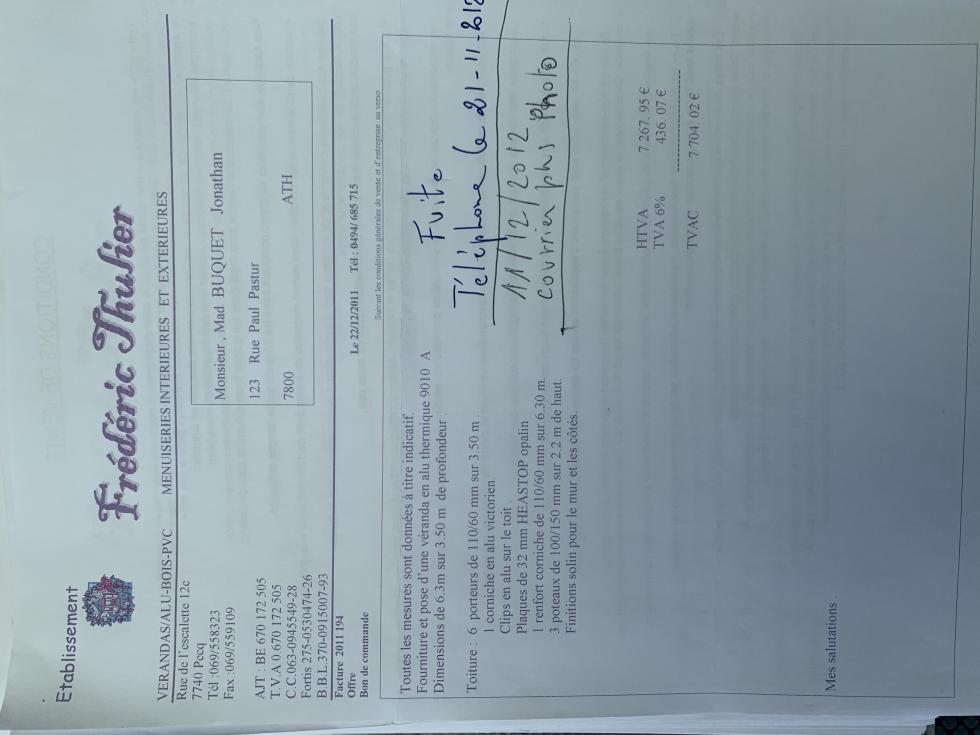 Etablissement
Frédéric Thulier
VERANDAS/ALU-BOIS-PVC MENUISERIES INTERIEURES ET EXTERIEURES
Rue de l'escalette 12c
7740 Pecq
Tél :069/558323
Fax :069/559109
Monsieur , Mad BUQUET Jonathan
123 Rue Paul Pastur
7800 ATH
AJT : BE 670 172 505
T.V.A 0.670 172 505
C.C.063-0945549-28
Fortis 275-0530474-26
B.B.L.370-0915007-93
Facture 2011 194
Offre
Bon de commande
Le 22/12/2011 Tél : 0494/ 685 715
Suivant les conditions générales de vente et d'entreprise au verso
Toutes les mesures sont données à titre indicatif.
Fourniture et pose d'une véranda en alu thermique 9010 A
Dimensions de 6.3m sur 3.50 m de profondeur .
Fuite
Téléphone le 21-11-2012
11/12/2012
courrier phs photo
Toiture : 6 porteurs de 110/60 mm sur 3.50 m .
1 corniche en alu victorien.
Clips en alu sur le toit .
Plaques de 32 mm HEASTOP opalin
1 renfort corniche de 110/60 mm sur 6.30 m.
3 poteaux de 100/150 mm sur 2.2 m de haut.
Finitions solin pour le mur et les côtés.
HTVA 7 267. 95 €
TVA 6% 436. 07 €
-------------------
TVAC 7 704. 02 €
Mes salutations .